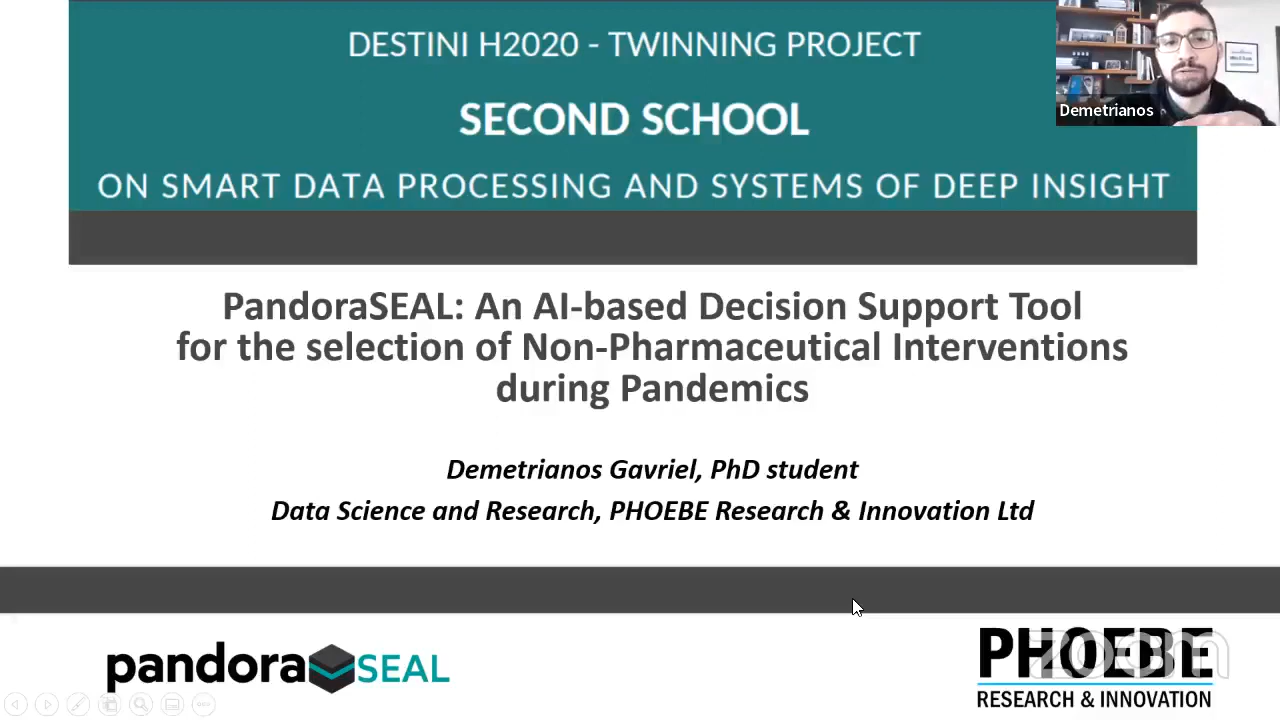 DESTINI H2020 - TWINNING PROJECT
SECOND SCHOOL
ON SMART DATA PROCESSING AND SYSTEMS OF DEEP INSIGHT
Demetrianos
PandoraSEAL: An AI-based Decision Support Tool
for the selection of Non-Pharmaceutical Interventions
during Pandemics
Demetrianos Gavriel, PhD student
Data Science and Research, PHOEBE Research & Innovation Ltd
pandora SEAL
PHOEBE
zoom
RESEARCH & INNOVATION